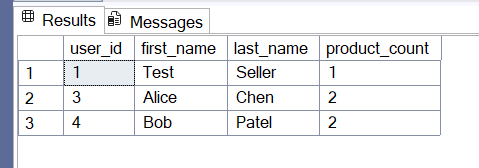 Results Messages
user_id first_name last_name product_count
1 1 Test Seller 1
2 3 Alice Chen 2
3 4 Bob Patel 2